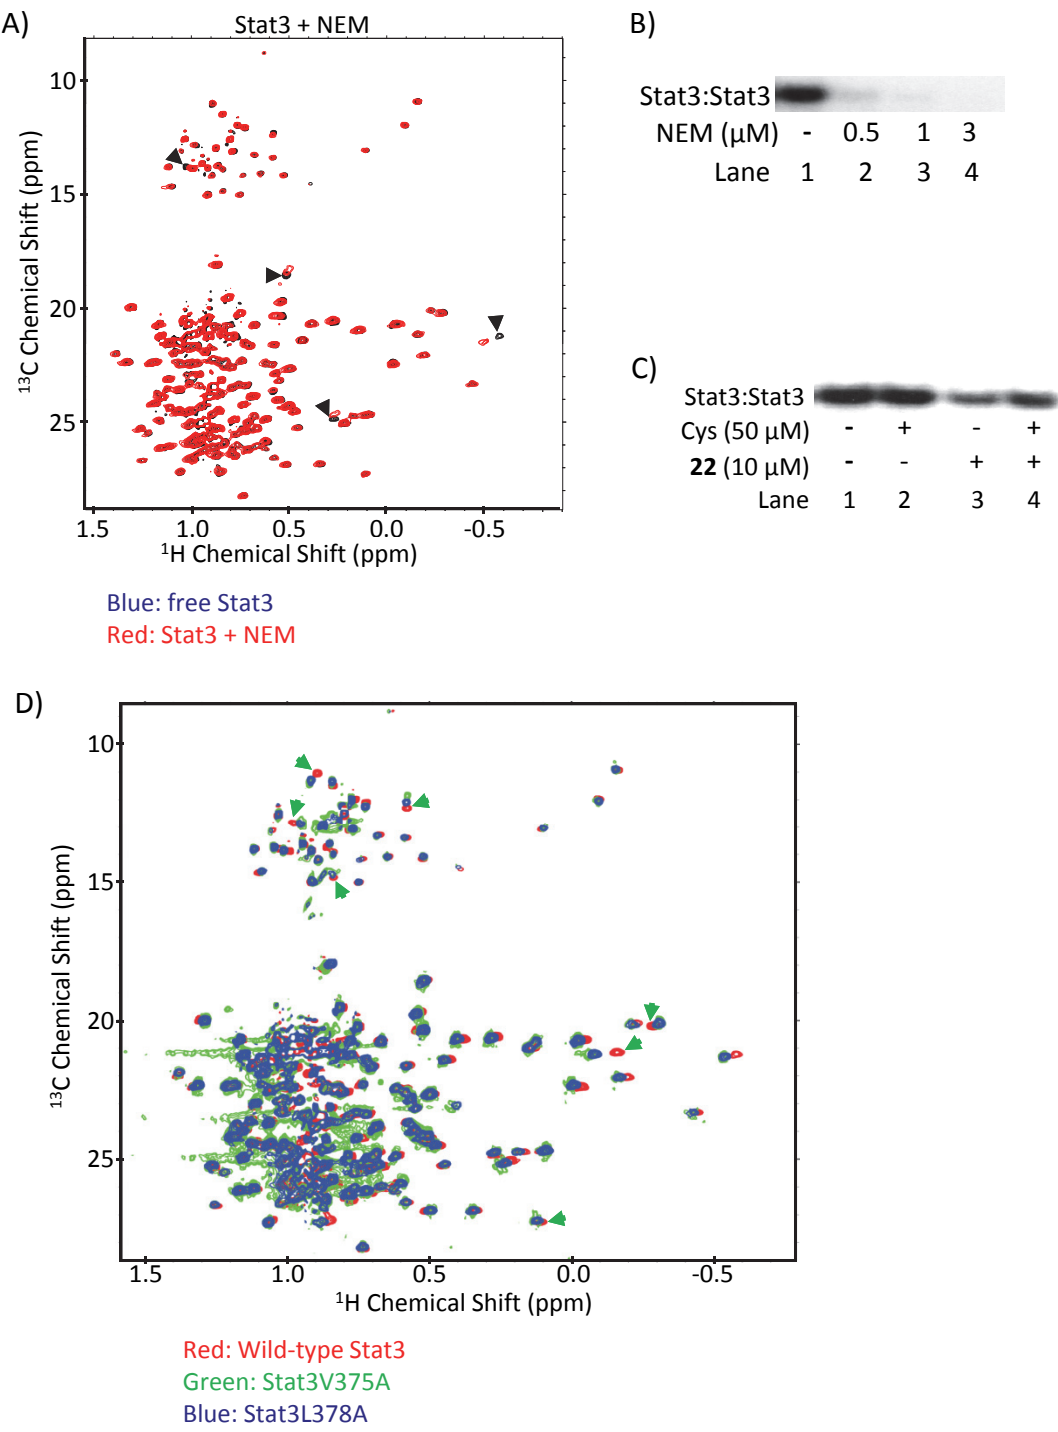 A)
Stat3 + NEM
10
15
20
25
¹³C Chemical Shift (ppm)
1.5 1.0 0.5 0.0 -0.5
¹H Chemical Shift (ppm)
Blue: free Stat3
Red: Stat3 + NEM
B)
Stat3:Stat3
NEM (µM) - 0.5 1 3
Lane 1 2 3 4
C)
Stat3:Stat3
Cys (50 µM) - + - +
22 (10 µM) - - + +
Lane 1 2 3 4
D)
10
15
20
25
¹³C Chemical Shift (ppm)
1.5 1.0 0.5 0.0 -0.5
¹H Chemical Shift (ppm)
Red: Wild-type Stat3
Green: Stat3V375A
Blue: Stat3L378A